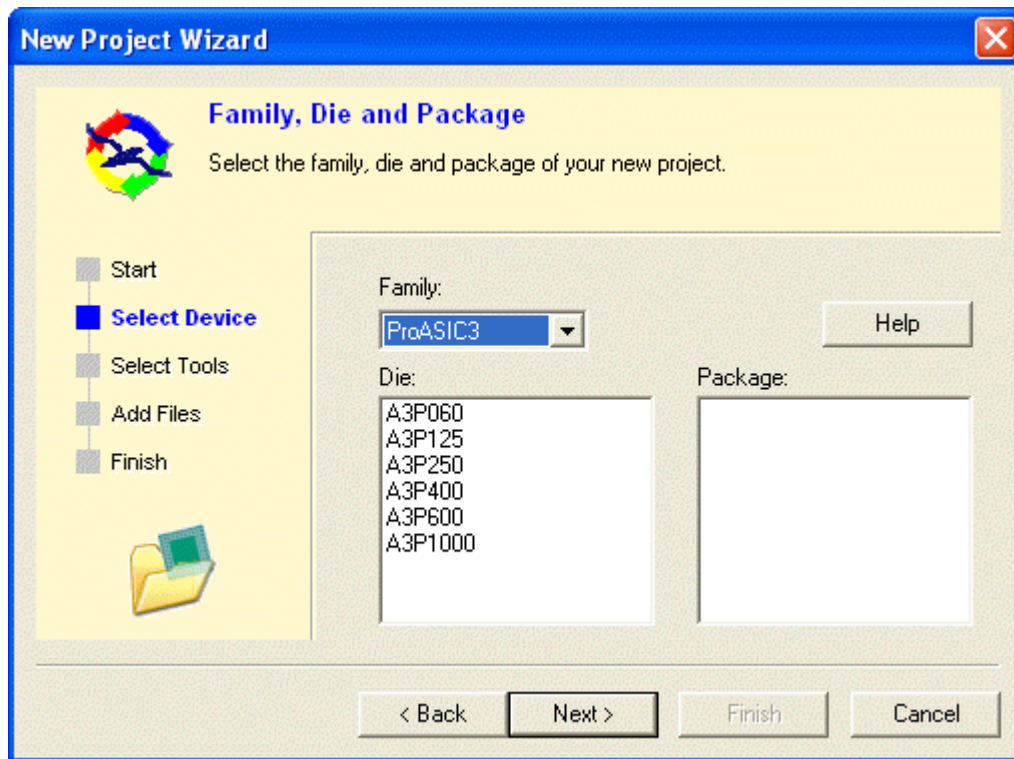 New Project Wizard
Family, Die and Package
Select the family, die and package of your new project.
Start
Select Device
Select Tools
Add Files
Finish
Family:
ProASIC3
Help
Die:
A3P060
A3P125
A3P250
A3P400
A3P600
A3P1000
Package:
< Back
Next >
Finish
Cancel